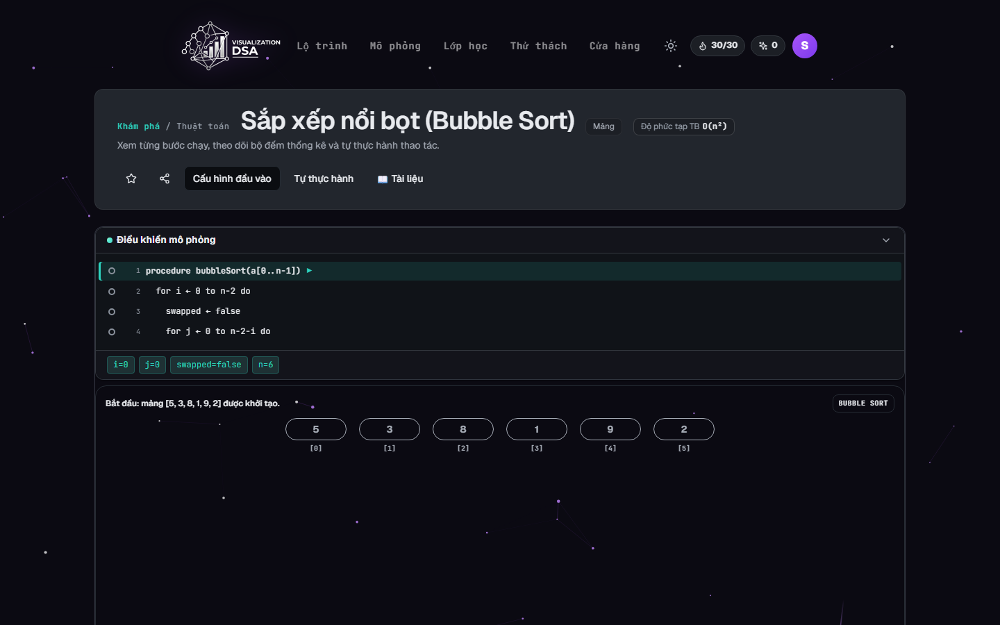 VISUALIZATION
DSA
Lộ trình
Mô phỏng
Lớp học
Thử thách
Cửa hàng
30/30
0
S
Khám phá / Thuật toán
Sắp xếp nổi bọt (Bubble Sort)
Mảng
Độ phức tạp TB O(n²)
Xem từng bước chạy, theo dõi bộ đếm thống kê và tự thực hành thao tác.
Cấu hình đầu vào
Tự thực hành
Tài liệu
Điều khiển mô phỏng
1 procedure bubbleSort(a[0..n-1]) ►
2 for i ← 0 to n-2 do
3 swapped ← false
4 for j ← 0 to n-2-i do
i=0
j=0
swapped=false
n=6
Bắt đầu: mảng [5, 3, 8, 1, 9, 2] được khởi tạo.
BUBBLE SORT
5 3 8 1 9 2
[0] [1] [2] [3] [4] [5]